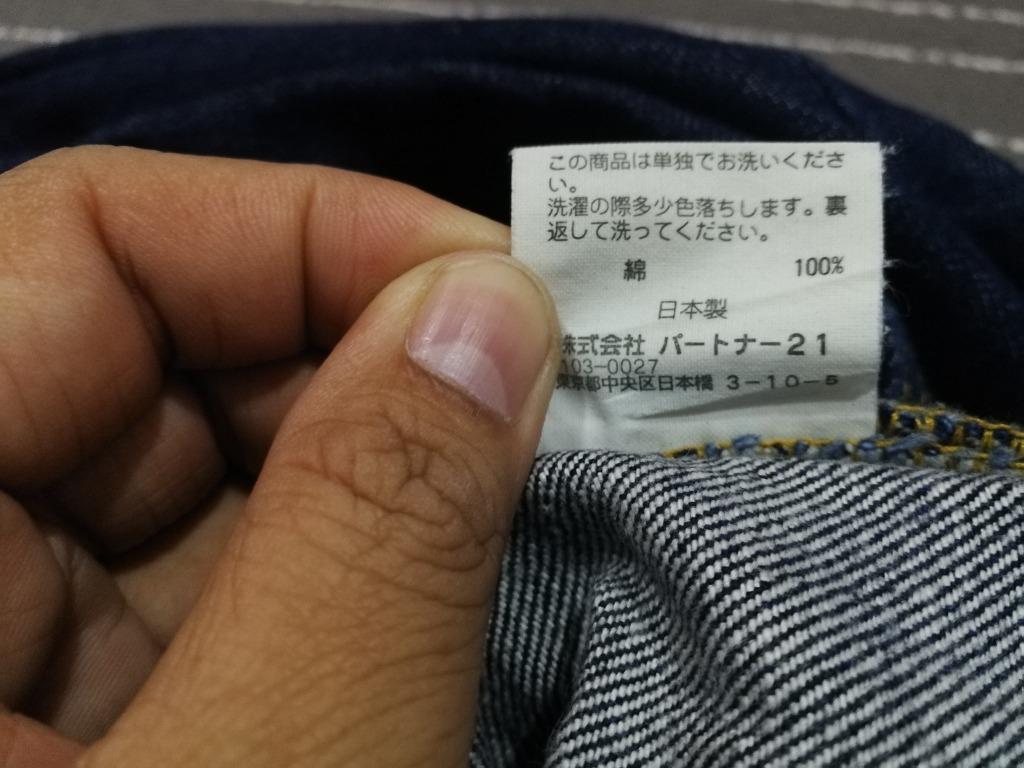 この商品は単独でお洗いくださ
い。
洗濯の際多少色落ちします。裏
返して洗ってください。
綿 100%
日本製
株式会社 パートナー21
103-0027
東京都中央区日本橋 3-10-5